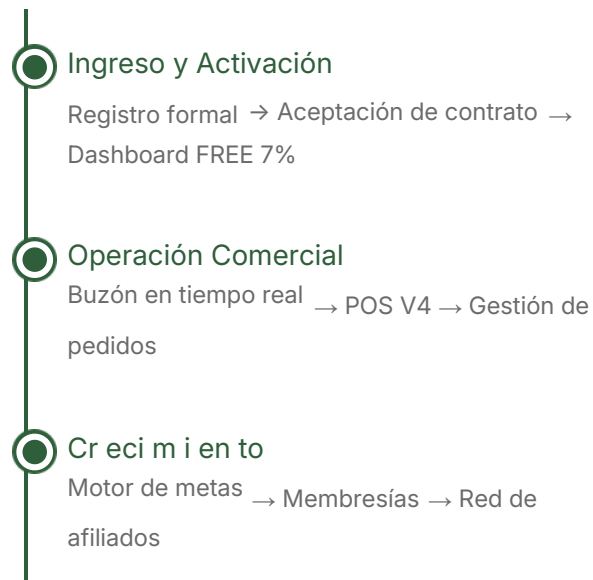 Ingreso y Activación
Registro formal → Aceptación de contrato →
Dashboard FREE 7%
Operación Comercial
Buzón en tiempo real → POS V4 → Gestión de
pedidos
Cr eci m i en to
Motor de metas → Membresías → Red de
afiliados